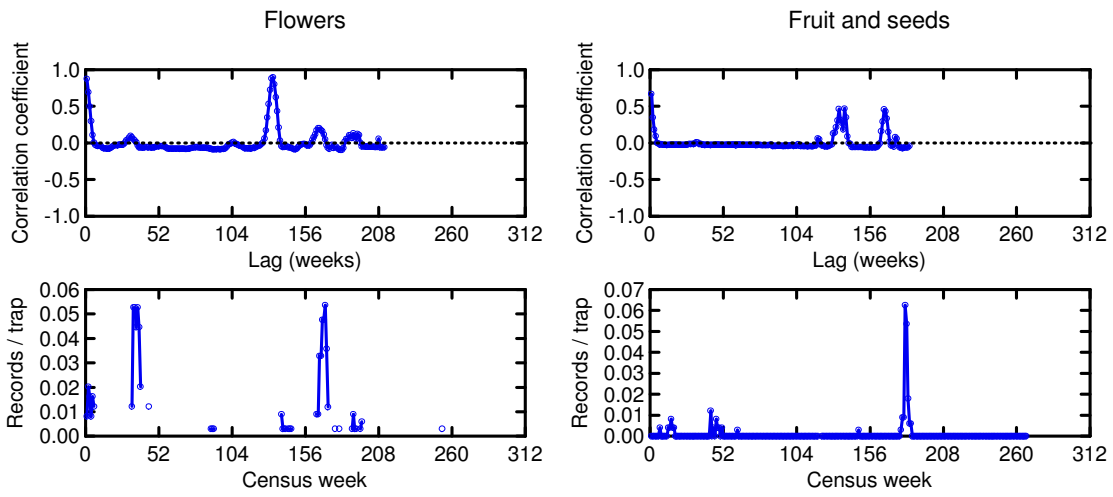 Flowers
Fruit and seeds
Correlation coefficient
1.0
0.5
0.0
-0.5
-1.0
0 52 104 156 208 260 312
Lag (weeks)
Correlation coefficient
1.0
0.5
0.0
-0.5
-1.0
0 52 104 156 208 260 312
Lag (weeks)
Records / trap
0.06
0.05
0.04
0.03
0.02
0.01
0.00
0 52 104 156 208 260 312
Census week
Records / trap
0.07
0.06
0.05
0.04
0.03
0.02
0.01
0.00
0 52 104 156 208 260 312
Census week